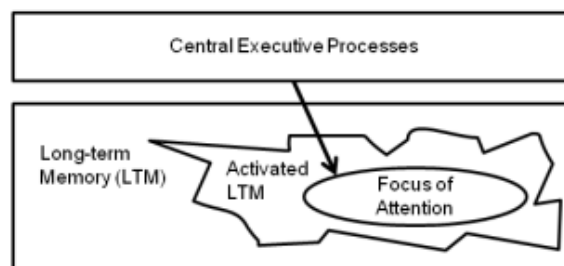 Central Executive Processes
Long-term
Memory (LTM)
Activated
LTM
Focus of
Attention